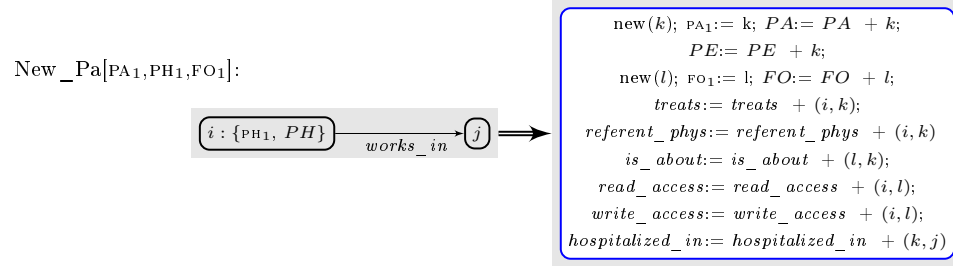 New_Pa[PA₁,PH₁,FO₁]:
i : {PH₁, PH}
works_in
j
new(k); PA₁:= k; PA:= PA + k;
PE:= PE + k;
new(l); FO₁:= l; FO:= FO + l;
treats:= treats + (i, k);
referent_phys:= referent_phys + (i, k)
is_about:= is_about + (l, k);
read_access:= read_access + (i, l);
write_access:= write_access + (i, l);
hospitalized_in:= hospitalized_in + (k, j)